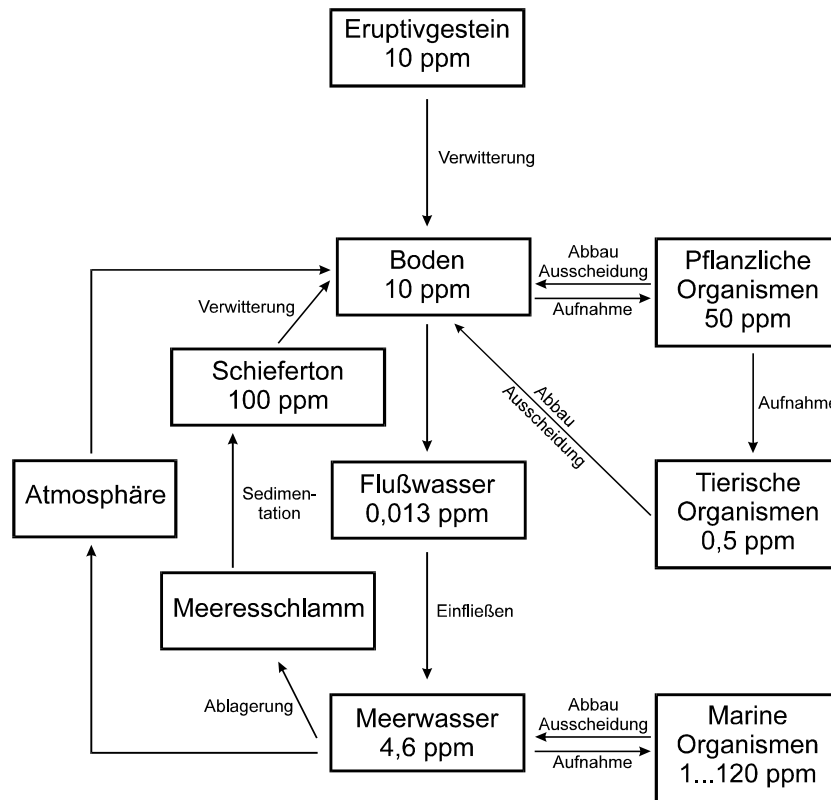 Eruptivgestein
10 ppm
Verwitterung
Boden
10 ppm
Abbau
Ausscheidung
Aufnahme
Pflanzliche
Organismen
50 ppm
Verwitterung
Schieferton
100 ppm
Abbau
Ausscheidung
Aufnahme
Atmosphäre
Sedimen-
tation
Flußwasser
0,013 ppm
Tierische
Organismen
0,5 ppm
Meeresschlamm
Einfließen
Ablagerung
Meerwasser
4,6 ppm
Abbau
Ausscheidung
Aufnahme
Marine
Organismen
1...120 ppm